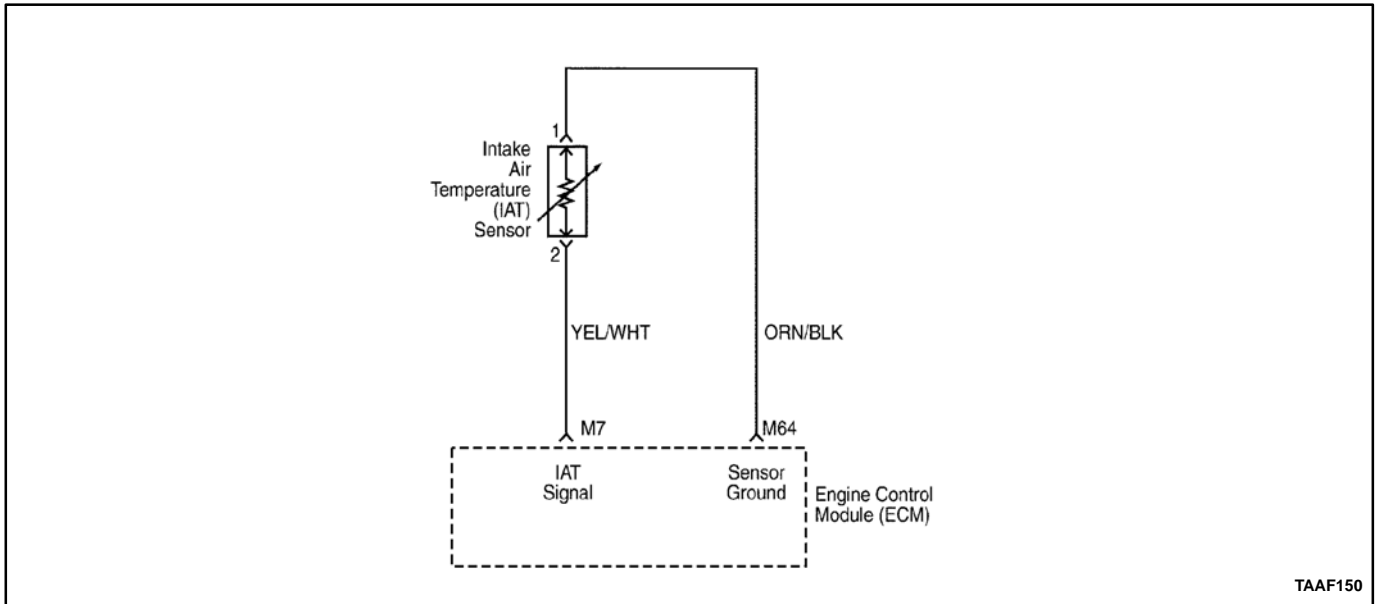 1
Intake
Air
Temperature
(IAT)
Sensor
2
YEL/WHT
ORN/BLK
M7
M64
IAT
Signal
Sensor
Ground
Engine Control
Module (ECM)
TAAF150